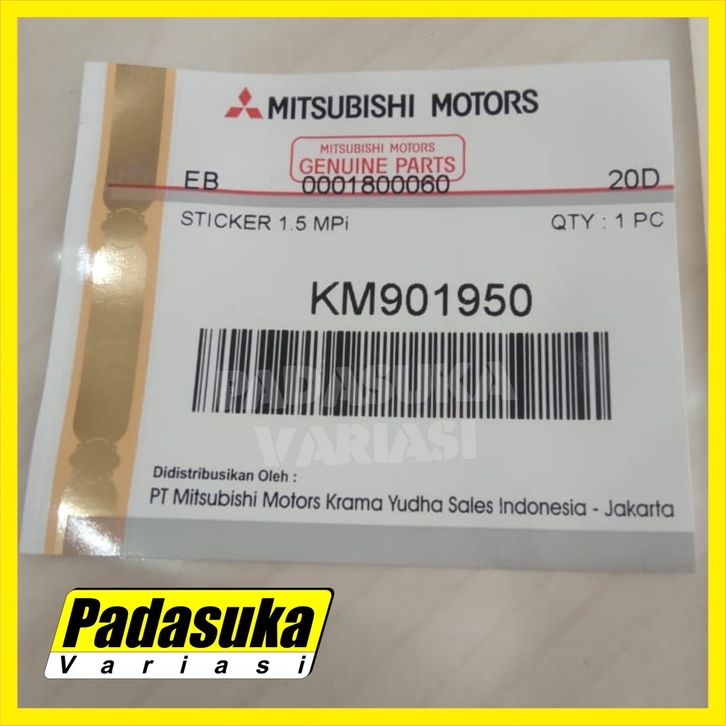 MITSUBISHI MOTORS
MITSUBISHI MOTORS
GENUINE PARTS
EB 0001800060 20D
STICKER 1.5 MPi QTY : 1 PC
KM901950
PADASUKA
VARIASI
Didistribusikan Oleh :
PT Mitsubishi Motors Krama Yudha Sales Indonesia - Jakarta
Padasuka
Variasi